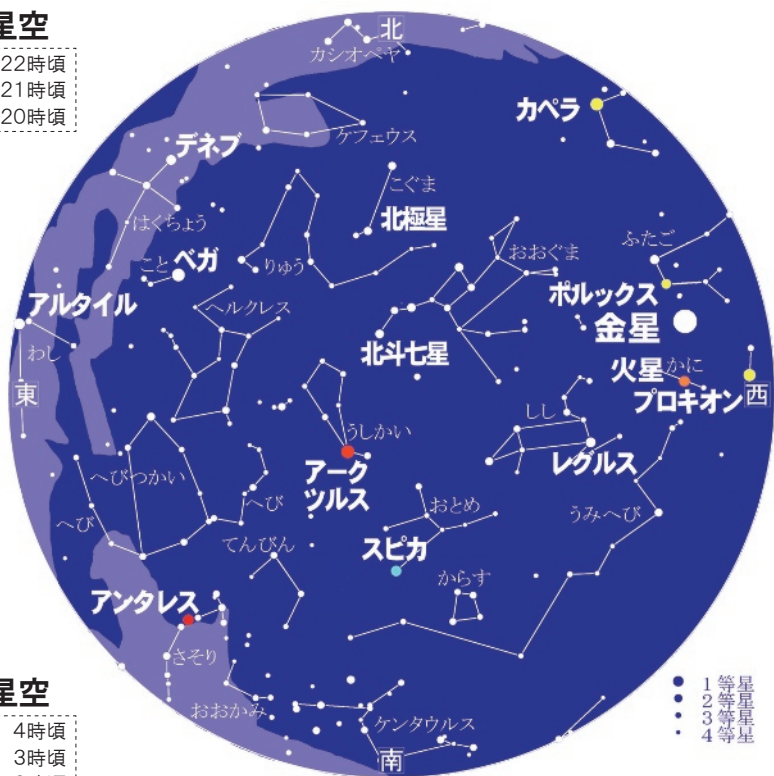 星空
22時頃
21時頃
20時頃
北
カシオペヤ
カペラ
ケフェウス
デネブ
こぐま
はくちょう
北極星
ふたご
こと
ベガ
りゅう
おおぐま
ポルックス
アルタイル
ヘルクレス
金星
わし
北斗七星
火星
かに
東
プロキオン
西
しし
うしかい
アーク
ツルス
レグルス
へびつかい
へび
へび
おとめ
うみへび
てんびん
スピカ
からす
アンタレス
さそり
おおかみ
ケンタウルス
南
1等星
2等星
3等星
4等星
星空
4時頃
3時頃